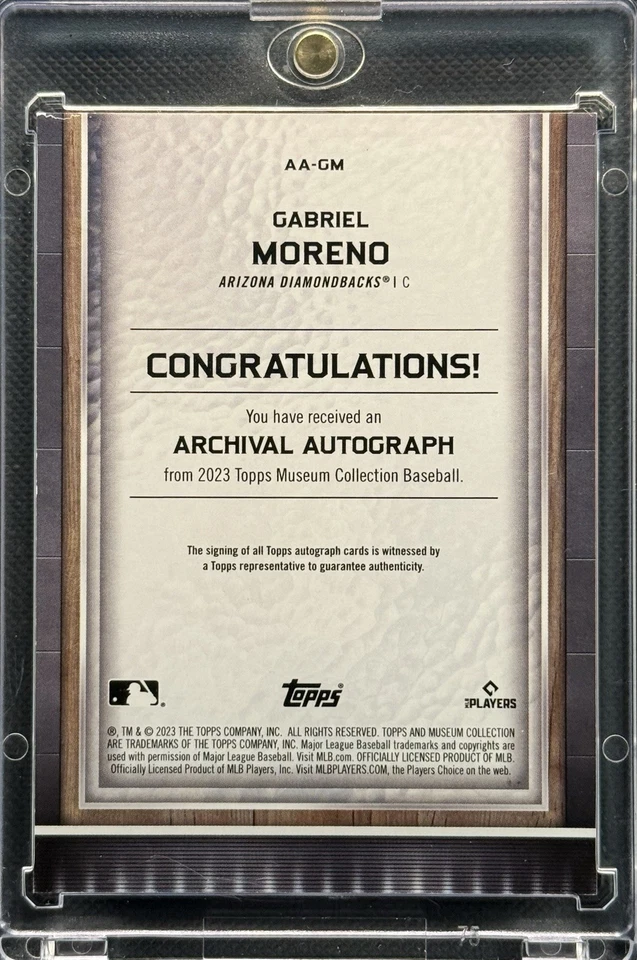 AA-GM
GABRIEL
MORENO
ARIZONA DIAMONDBACKS® | C
CONGRATULATIONS!
You have received an
ARCHIVAL AUTOGRAPH
from 2023 Topps Museum Collection Baseball.
The signing of all Topps autograph cards is witnessed by
a Topps representative to guarantee authenticity.
® Topps® MLB PLAYERS
®, TM & © 2023 THE TOPPS COMPANY, INC. ALL RIGHTS RESERVED. TOPPS AND MUSEUM COLLECTION
ARE TRADEMARKS OF THE TOPPS COMPANY, INC. Major League Baseball trademarks and copyrights are
used with permission of Major League Baseball. Visit MLB.com. OFFICIALLY LICENSED PRODUCT OF MLB.
Officially Licensed Product of MLB Players, Inc. Visit MLBPLAYERS.COM, the Players Choice on the web.